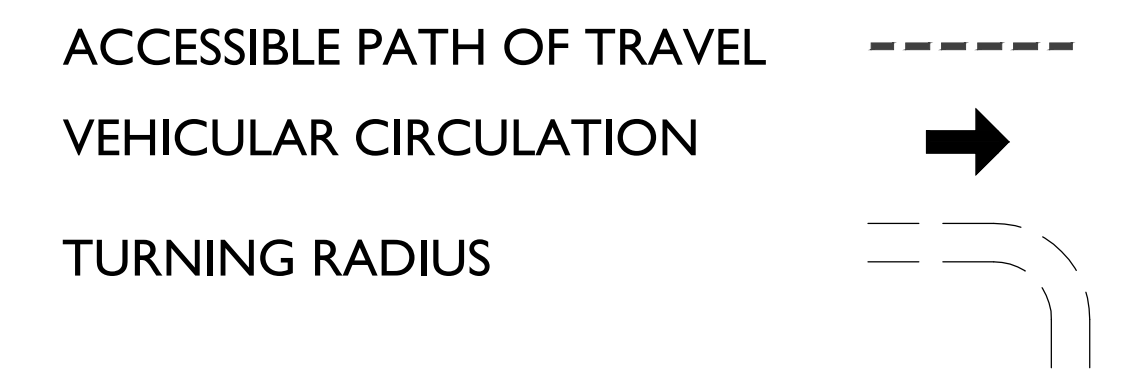 ACCESSIBLE PATH OF TRAVEL
VEHICULAR CIRCULATION
TURNING RADIUS